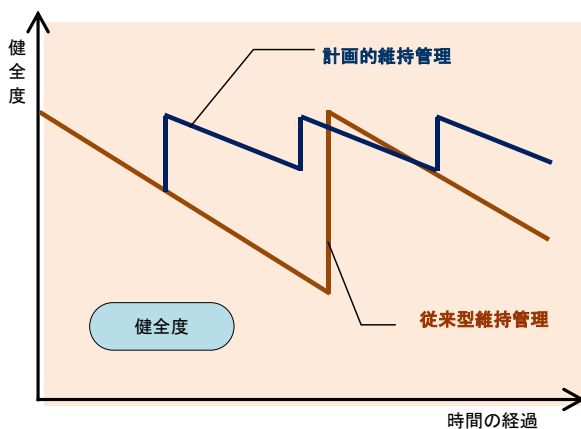 健全度
計画的維持管理
健全度
従来型維持管理
時間の経過